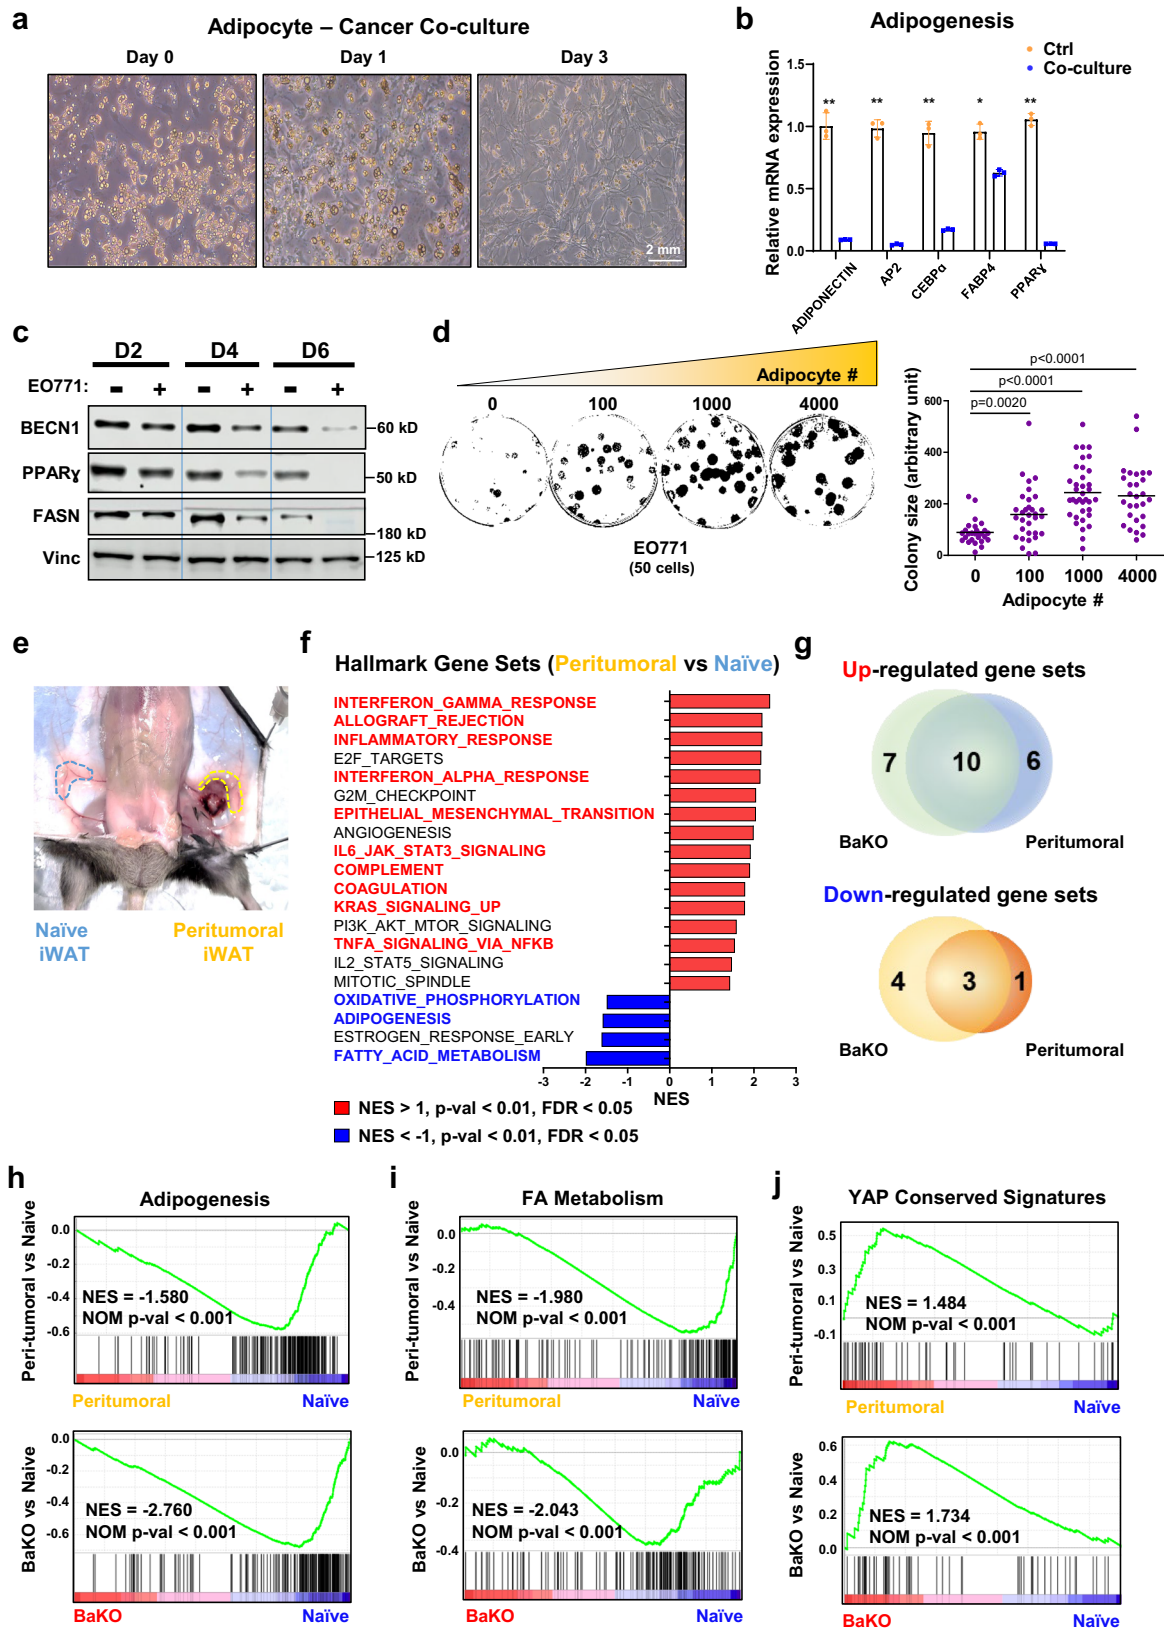 a
Adipocyte – Cancer Co-culture
Day 0
Day 1
Day 3
2 mm
b
Adipogenesis
Ctrl
Co-culture
Relative mRNA expression
1.5
1.0
0.5
0.0
**
**
**
*
**
ADIPONECTIN
AP2
CEBPα
FABP4
PPARɣ
c
D2
D4
D6
EO771:
-
+
-
+
-
+
BECN1
PPARɣ
FASN
Vinc
60 kD
50 kD
180 kD
125 kD
d
Adipocyte #
0
100
1000
4000
EO771
(50 cells)
p<0.0001
p<0.0001
p=0.0020
Colony size (arbitrary unit)
600
400
200
0
0
100
1000
4000
Adipocyte #
e
Naïve
iWAT
Peritumoral
iWAT
f
Hallmark Gene Sets (Peritumoral vs Naïve)
INTERFERON_GAMMA_RESPONSE
ALLOGRAFT_REJECTION
INFLAMMATORY_RESPONSE
E2F_TARGETS
INTERFERON_ALPHA_RESPONSE
G2M_CHECKPOINT
EPITHELIAL_MESENCHYMAL_TRANSITION
ANGIOGENESIS
IL6_JAK_STAT3_SIGNALING
COMPLEMENT
COAGULATION
KRAS_SIGNALING_UP
PI3K_AKT_MTOR_SIGNALING
TNFA_SIGNALING_VIA_NFKB
IL2_STAT5_SIGNALING
MITOTIC_SPINDLE
OXIDATIVE_PHOSPHORYLATION
ADIPOGENESIS
ESTROGEN_RESPONSE_EARLY
FATTY_ACID_METABOLISM
-3
-2
-1
0
1
2
3
NES
NES > 1, p-val < 0.01, FDR < 0.05
NES < -1, p-val < 0.01, FDR < 0.05
g
Up-regulated gene sets
7
10
6
BaKO
Peritumoral
Down-regulated gene sets
4
3
1
BaKO
Peritumoral
h
Adipogenesis
Peri-tumoral vs Naive
0.0
-0.2
-0.4
-0.6
NES = -1.580
NOM p-val < 0.001
Peritumoral
Naïve
BaKO vs Naive
0.0
-0.2
-0.4
-0.6
NES = -2.760
NOM p-val < 0.001
BaKO
Naïve
i
FA Metabolism
Peri-tumoral vs Naive
0.0
-0.2
-0.4
NES = -1.980
NOM p-val < 0.001
Peritumoral
Naïve
BaKO vs Naive
0.0
-0.2
-0.4
NES = -2.043
NOM p-val < 0.001
BaKO
Naïve
j
YAP Conserved Signatures
Peri-tumoral vs Naive
0.5
0.3
0.1
-0.1
NES = 1.484
NOM p-val < 0.001
Peritumoral
Naïve
BaKO vs Naive
0.6
0.4
0.2
0.0
NES = 1.734
NOM p-val < 0.001
BaKO
Naïve